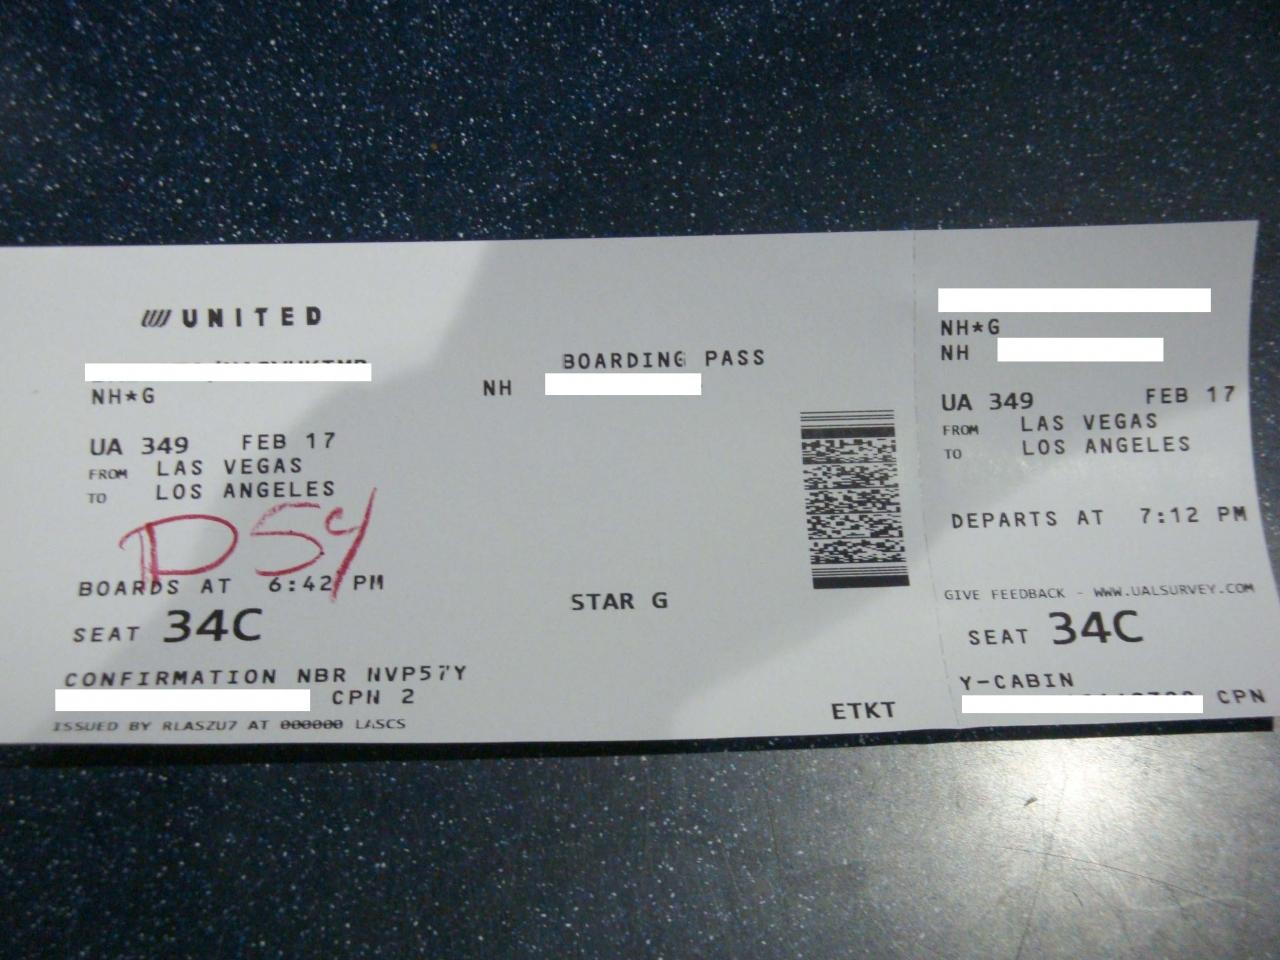 UNITED
NH*G
BOARDING PASS
NH
UA 349 FEB 17
FROM LAS VEGAS
TO LOS ANGELES
D54
BOARDS AT 6:42 PM
SEAT 34C
STAR G
CONFIRMATION NBR NVP57Y
CPN 2
ISSUED BY RLASZU7 AT 000000 LASCS
ETKT
NH*G
NH
UA 349 FEB 17
FROM LAS VEGAS
TO LOS ANGELES
DEPARTS AT 7:12 PM
GIVE FEEDBACK - WWW.UALSURVEY.COM
SEAT 34C
Y-CABIN
CPN